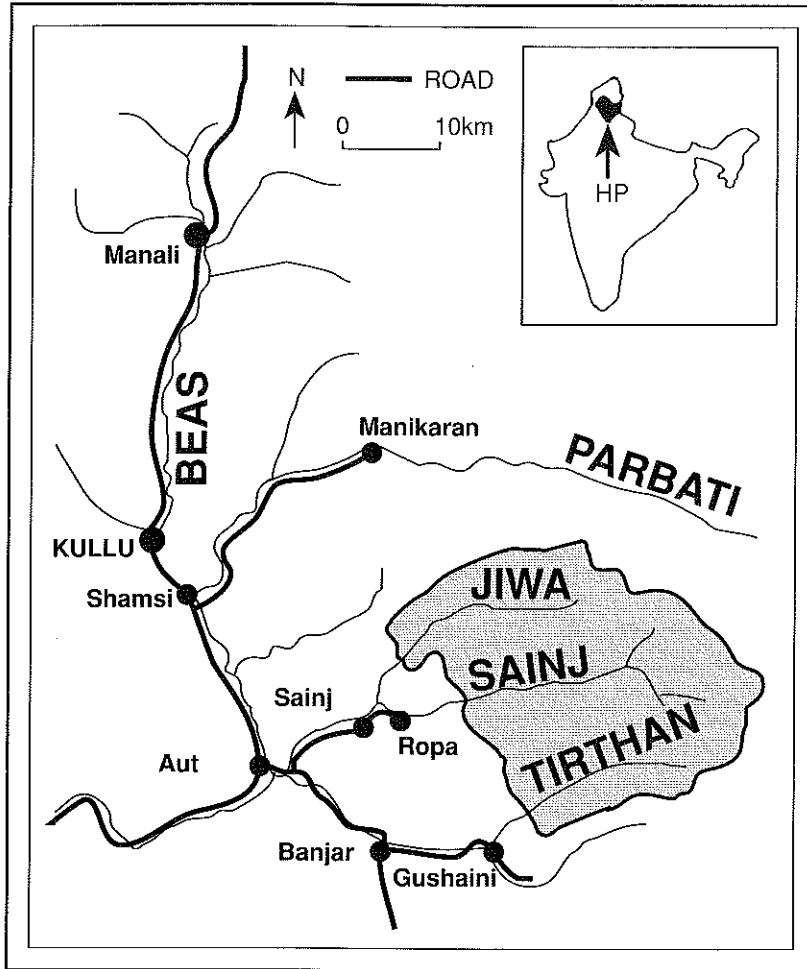 N
ROAD
0 10km
HP
Manali
BEAS
Manikaran
PARBATI
KULLU
Shamsi
JIWA
SAINJ
Sainj
Ropa
TIRTHAN
Aut
Banjar
Gushaini